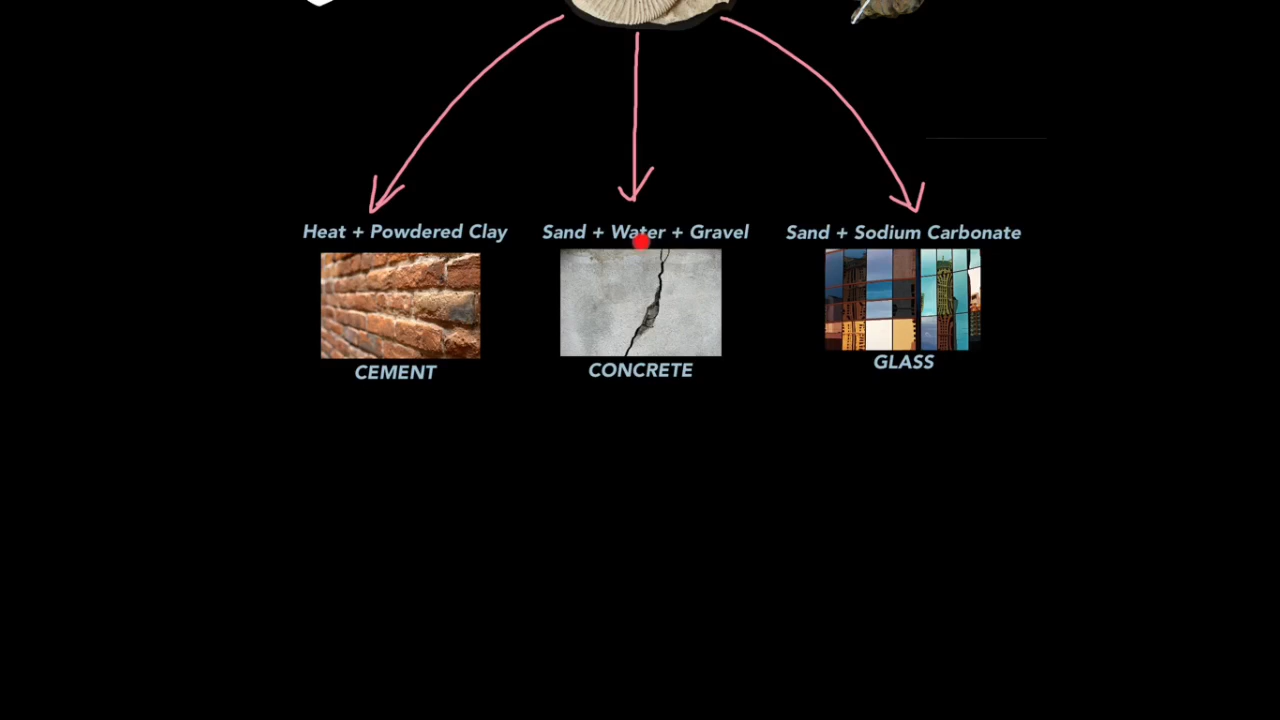 Heat + Powdered Clay
Sand + Water + Gravel
Sand + Sodium Carbonate
CEMENT
CONCRETE
GLASS